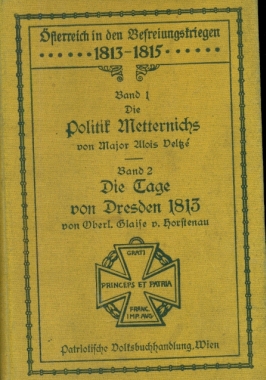 Österreich in den Befreiungskriegen
1813-1815
Band 1
Die
Politik Metternichs
von Major Alois Veltzé
Band 2
Die Tage
von Dresden 1813
von Oberl. Glaise v. Horstenau
GRATI
PRINCEPS ET PATRIA
FRANC.
IMP. AUG.
Patriotische Volksbuchhandlung, Wien